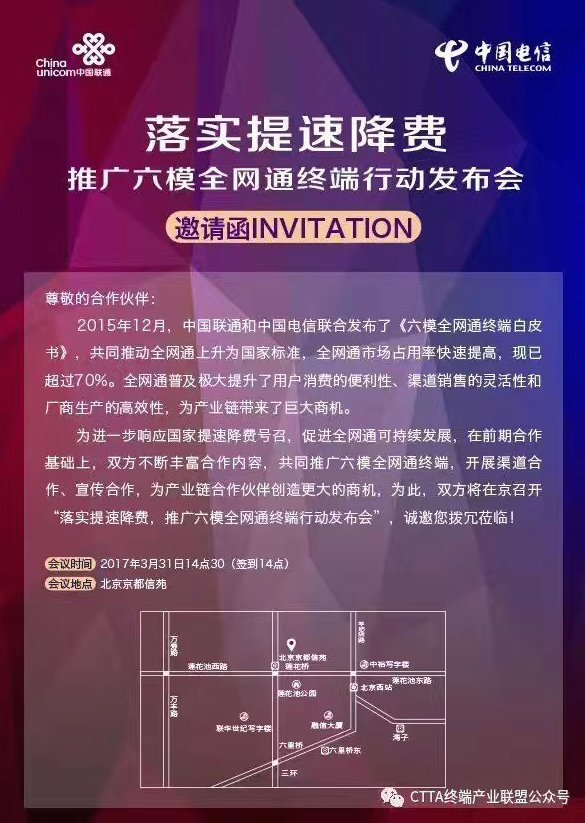 China
unicom中国联通
中国电信
CHINA TELECOM
落实提速降费
推广六模全网通终端行动发布会
邀请函INVITATION
尊敬的合作伙伴：
2015年12月，中国联通和中国电信联合发布了《六模全网通终端白皮
书》，共同推动全网通上升为国家标准，全网通市场占用率快速提高，现已
超过70%。全网通普及极大提升了用户消费的便利性、渠道销售的灵活性和
厂商生产的高效性，为产业链带来了巨大商机。
为进一步响应国家提速降费号召，促进全网通可持续发展，在前期合作
基础上，双方不断丰富合作内容，共同推广六模全网通终端，开展渠道合
作、宣传合作，为产业链合作伙伴创造更大的商机，为此，双方将在京召开
“落实提速降费，推广六模全网通终端行动发布会”，诚邀您拨冗莅临！
会议时间 2017年3月31日14点30（签到14点）
会议地点 北京京都信苑
万寿路
羊坊店路
北京京都信苑
莲花池西路
莲花桥
中裕写字楼
莲花池东路
北京西站
莲花池公园
万丰路
联华世纪写字楼
融信大厦
湾子
六里桥
六里桥东
三环
CTTA终端产业联盟公众号